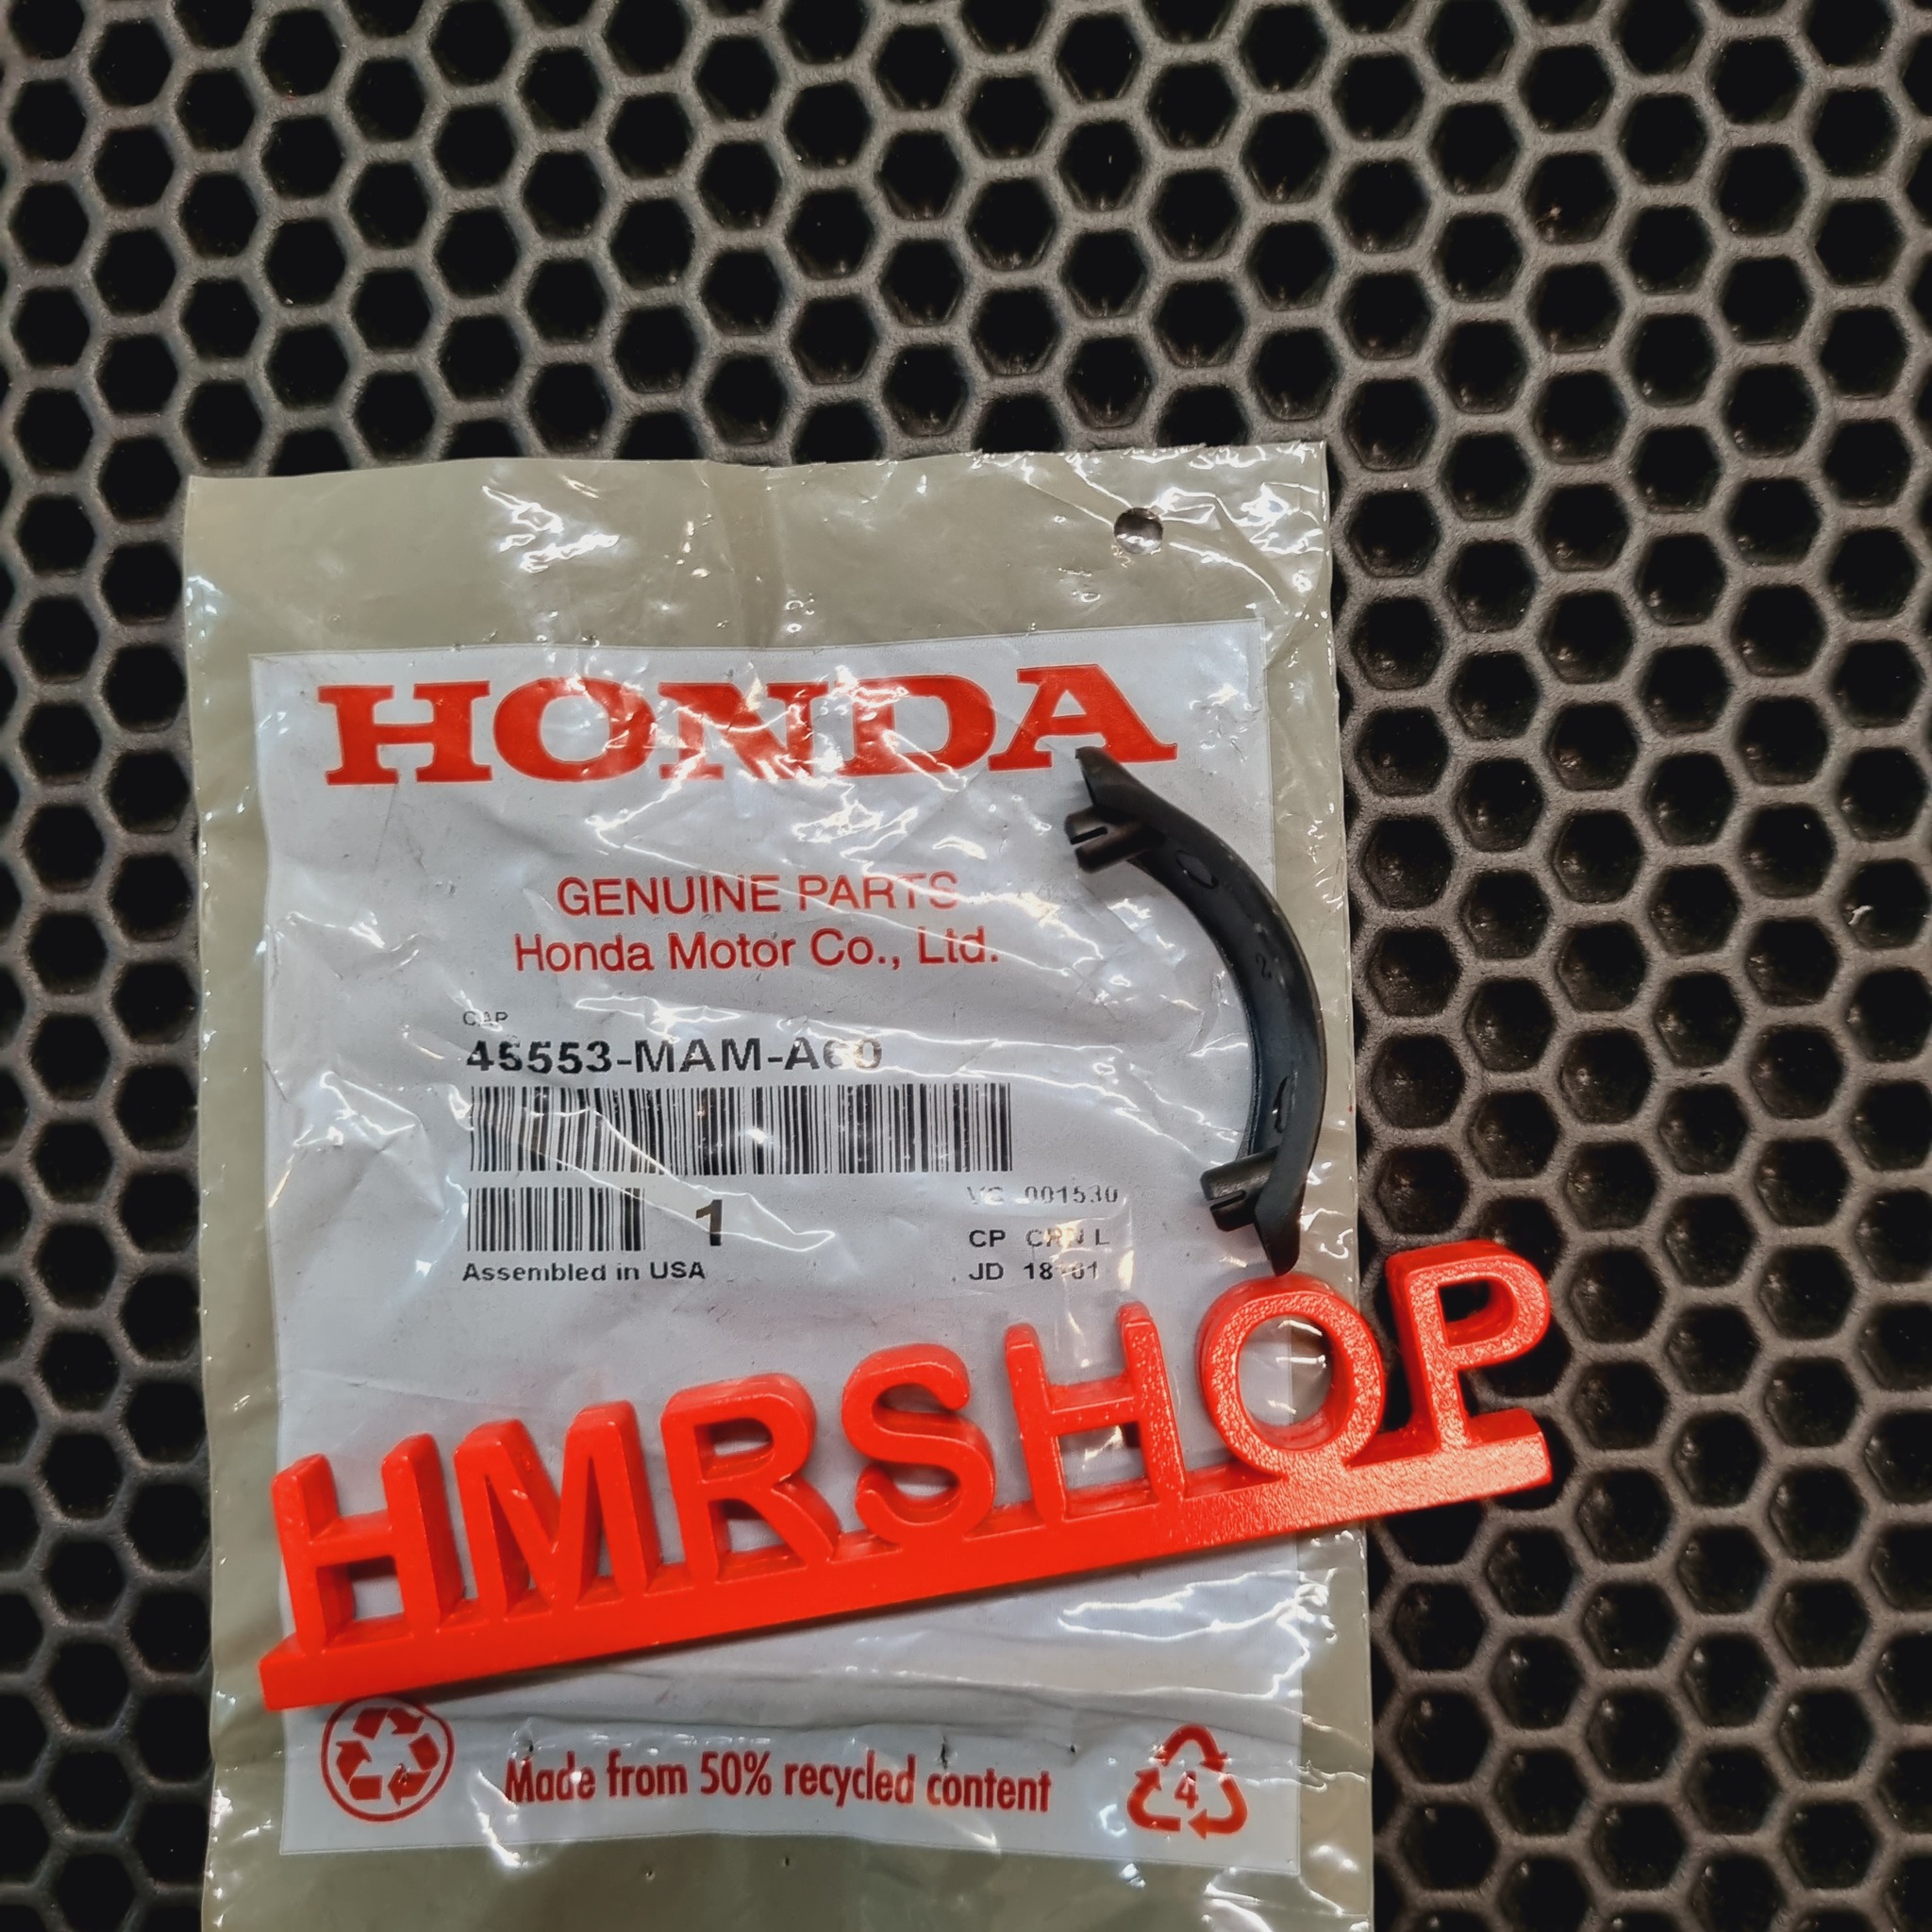 HONDA
GENUINE PARTS
Honda Motor Co., Ltd.
CAP
45553-MAM-A60
1
001530
Assembled in USA
CP
JD
HMRSHOP
Made from 50% recycled content
4